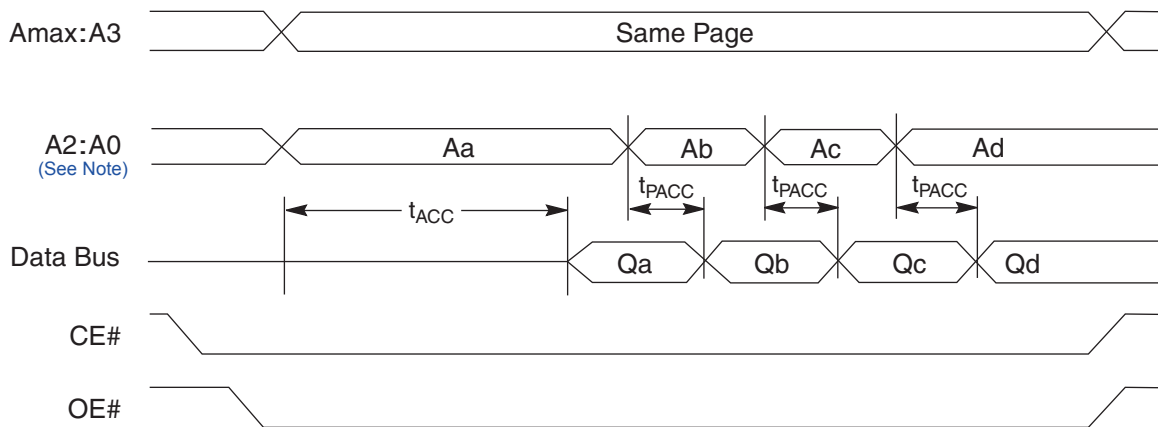 Amax:A3
Same Page
A2:A0
(See Note)
Aa
Ab
Ac
Ad
tACC
tPACC
tPACC
tPACC
Data Bus
Qa
Qb
Qc
Qd
CE#
OE#